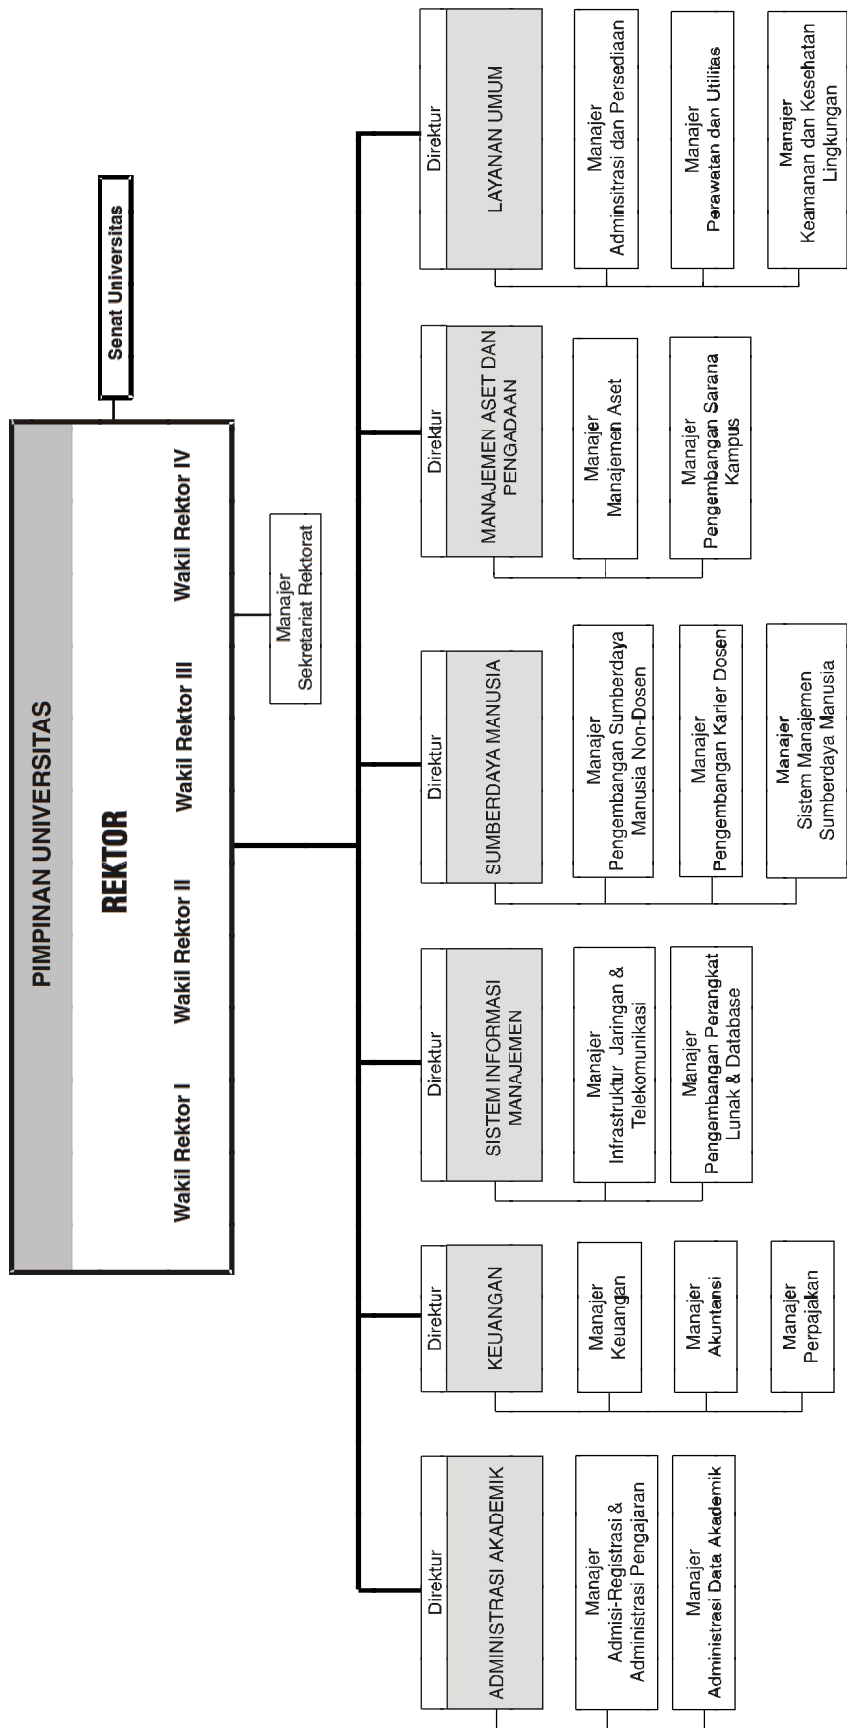 PIMPINAN UNIVERSITAS
REKTOR
Wakil Rektor I
Wakil Rektor II
Wakil Rektor III
Wakil Rektor IV
Senat Universitas
Manajer
Sekretariat Rektorat
Direktur
ADMINISTRASI AKADEMIK
Manajer
Admisi-Registrasi &
Administrasi Pengajaran
Manajer
Administrasi Data Akademik
Direktur
KEUANGAN
Manajer
Keuangan
Manajer
Akuntansi
Manajer
Perpajakan
Direktur
SISTEM INFORMASI
MANAJEMEN
Manajer
Infrastruktur Jaringan &
Telekomunikasi
Manajer
Pengembangan Perangkat
Lunak & Database
Direktur
SUMBERDAYA MANUSIA
Manajer
Pengembangan Sumberdaya
Manusia Non-Dosen
Manajer
Pengembangan Karier Dosen
Manajer
Sistem Manajemen
Sumberdaya Manusia
Direktur
MANAJEMEN ASET DAN
PENGADAAN
Manajer
Manajemen Aset
Manajer
Pengembangan Sarana
Kampus
Direktur
LAYANAN UMUM
Manajer
Adminsitrasi dan Persediaan
Manajer
Perawatan dan Utilitas
Manajer
Keamanan dan Kesehatan
Lingkungan